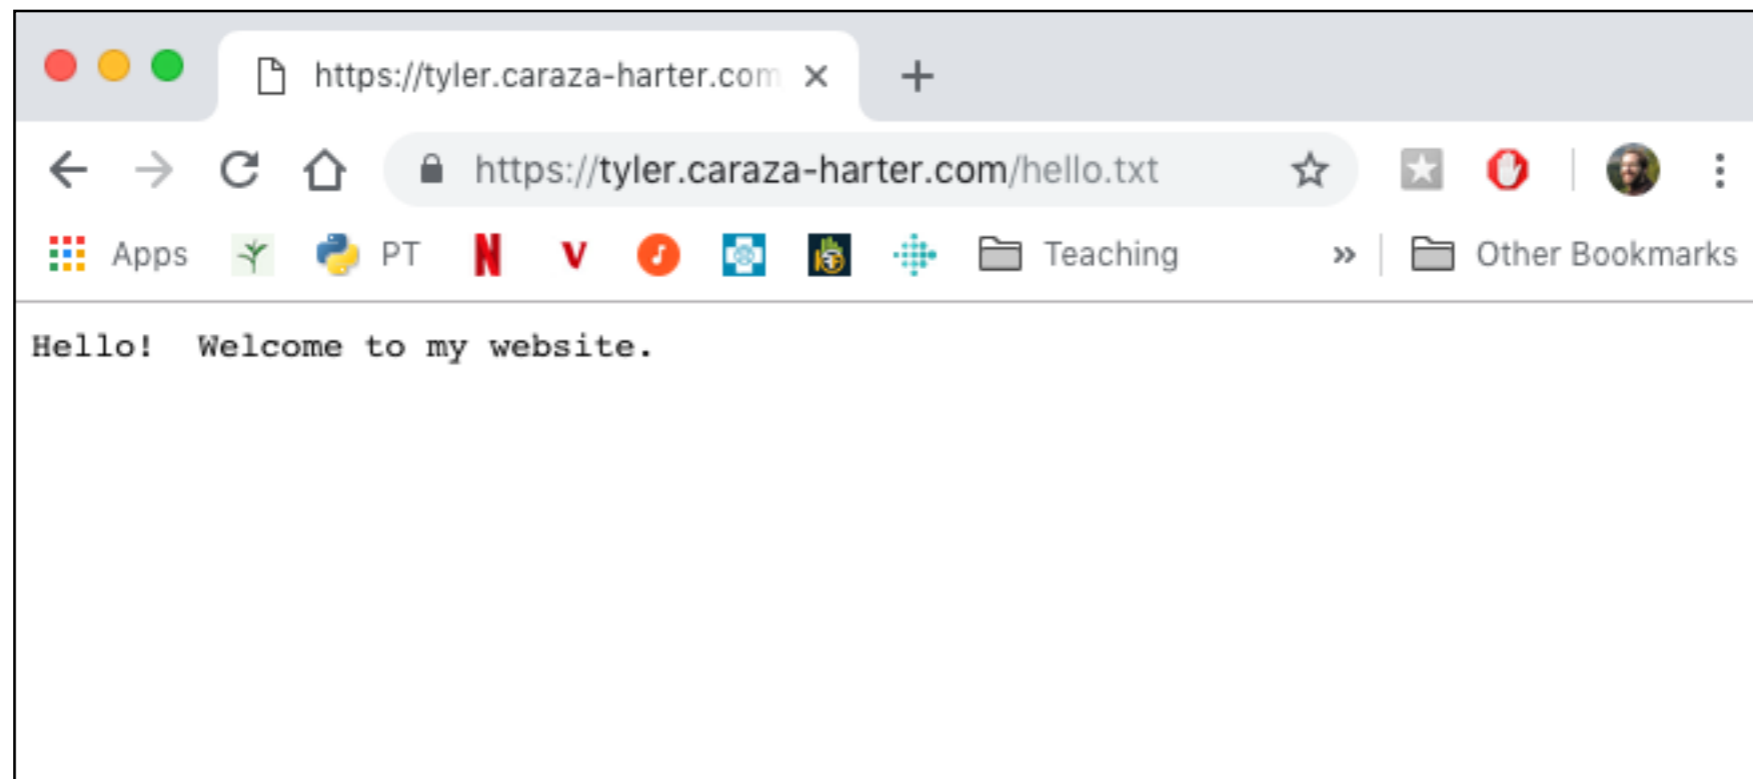 https://tyler.caraza-harter.com
https://tyler.caraza-harter.com/hello.txt
Apps PT N V Teaching » Other Bookmarks
Hello!  Welcome to my website.